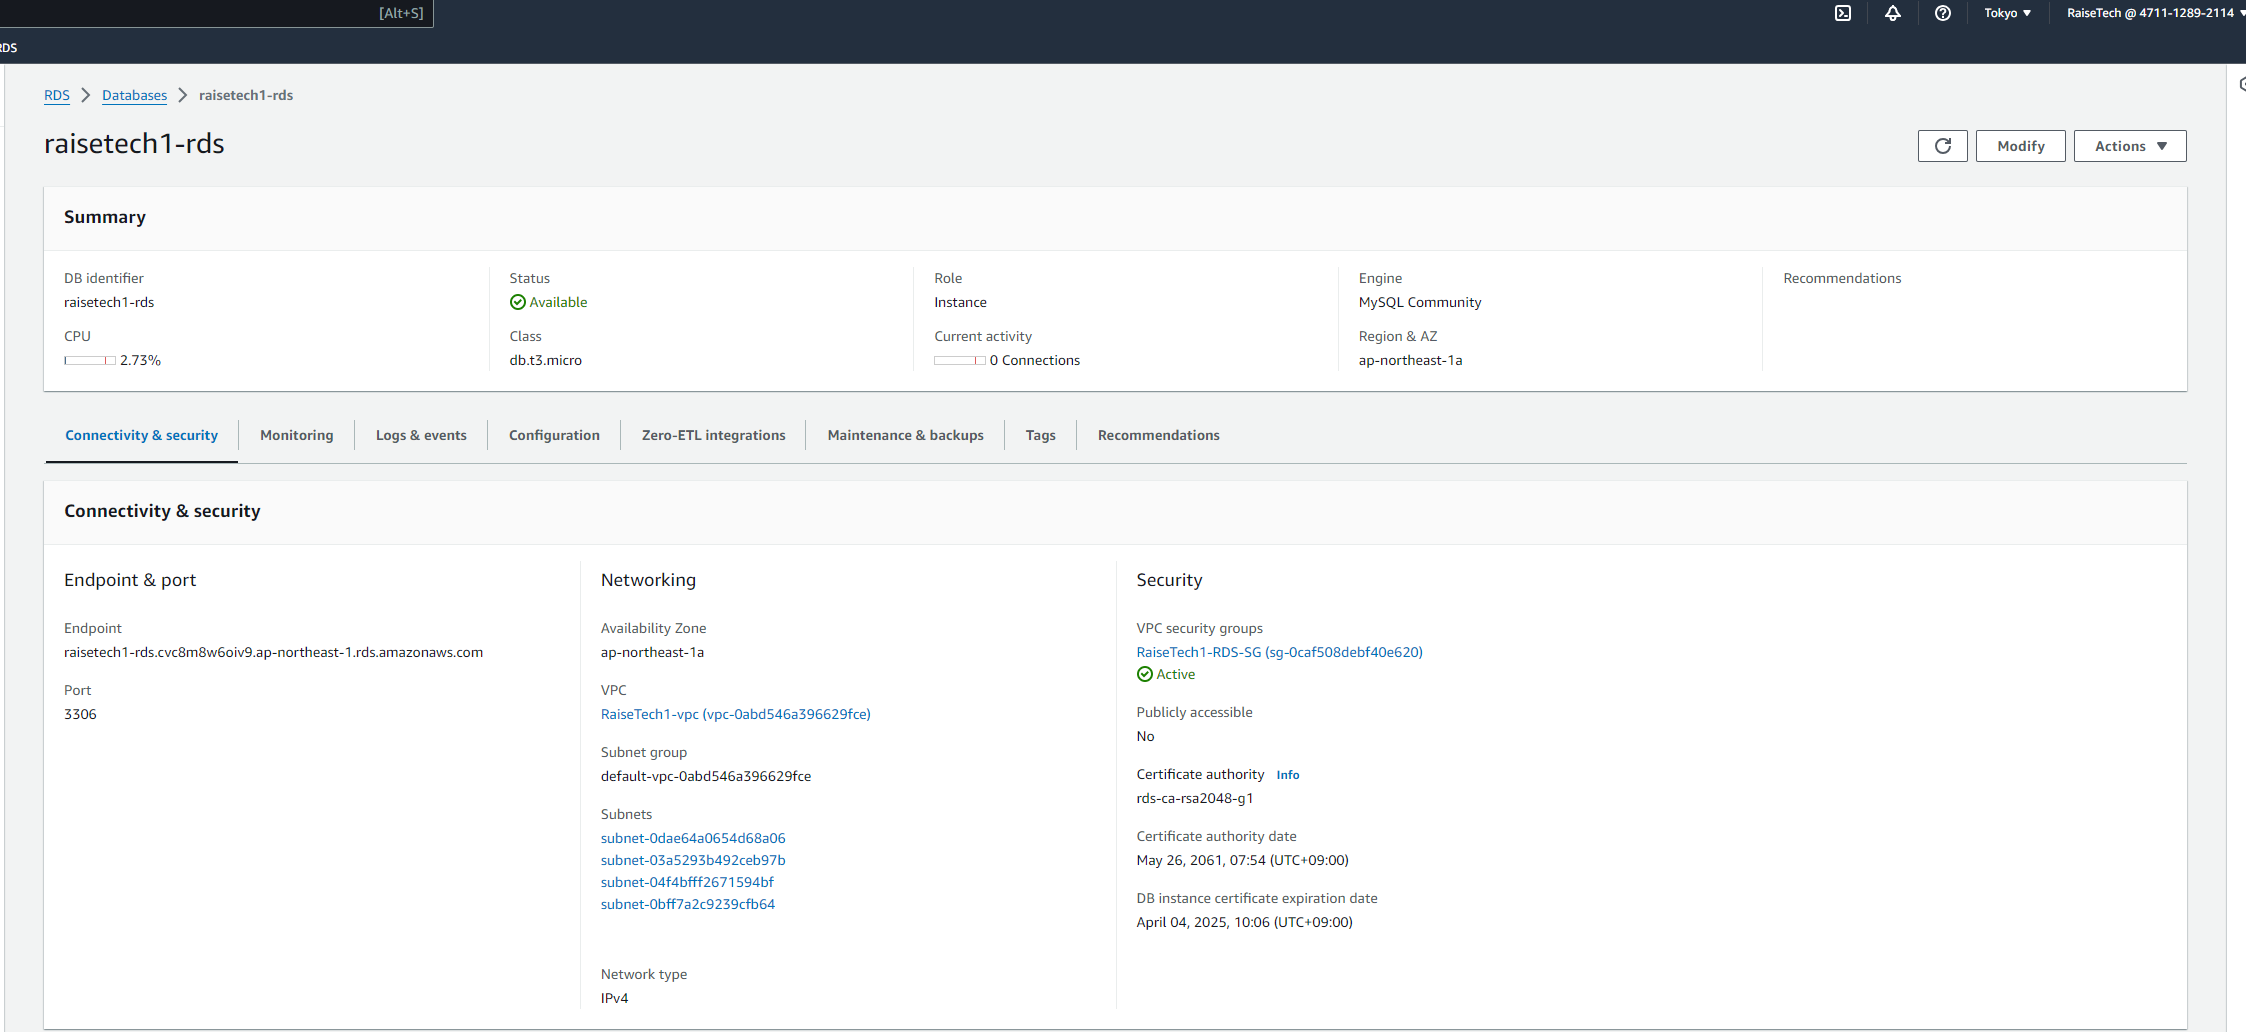 [Alt+S]
Tokyo ▼
RaiseTech @ 4711-1289-2114 ▼
RDS
RDS > Databases > raisetech1-rds
raisetech1-rds
Modify
Actions ▼
Summary
DB identifier
raisetech1-rds
CPU
2.73%
Status
Available
Class
db.t3.micro
Role
Instance
Current activity
0 Connections
Engine
MySQL Community
Region & AZ
ap-northeast-1a
Recommendations
Connectivity & security
Monitoring
Logs & events
Configuration
Zero-ETL integrations
Maintenance & backups
Tags
Recommendations
Connectivity & security
Endpoint & port
Endpoint
raisetech1-rds.cvc8m8w6oiv9.ap-northeast-1.rds.amazonaws.com
Port
3306
Networking
Availability Zone
ap-northeast-1a
VPC
RaiseTech1-vpc (vpc-0abd546a396629fce)
Subnet group
default-vpc-0abd546a396629fce
Subnets
subnet-0dae64a0654d68a06
subnet-03a5293b492ceb97b
subnet-04f4bfff2671594bf
subnet-0bff7a2c9239cfb64
Network type
IPv4
Security
VPC security groups
RaiseTech1-RDS-SG (sg-0caf508debf40e620)
Active
Publicly accessible
No
Certificate authority Info
rds-ca-rsa2048-g1
Certificate authority date
May 26, 2061, 07:54 (UTC+09:00)
DB instance certificate expiration date
April 04, 2025, 10:06 (UTC+09:00)